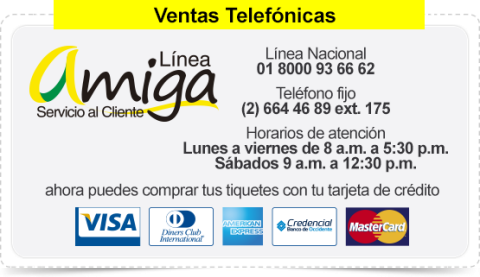 Ventas Telefónicas
Línea
amiga
Servicio al Cliente
Línea Nacional
01 8000 93 66 62
Teléfono fijo
(2) 664 46 89 ext. 175
Horarios de atención
Lunes a viernes de 8 a.m. a 5:30 p.m.
Sábados 9 a.m. a 12:30 p.m.
ahora puedes comprar tus tiquetes con tu tarjeta de crédito
VISA
Diners Club
International
AMERICAN
EXPRESS
Credencial
Banco de Occidente
MasterCard